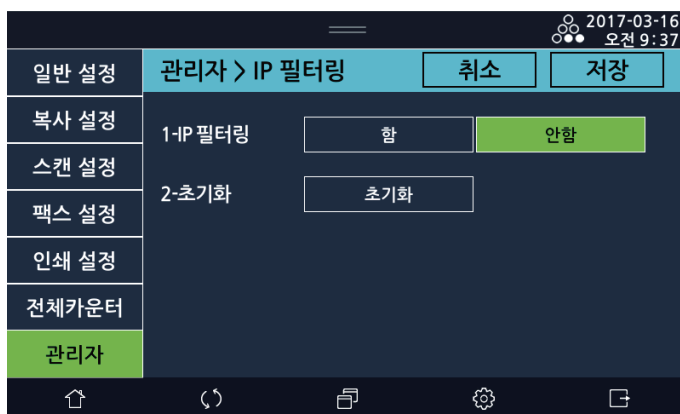 2017-03-16
오전 9:37
일반 설정
복사 설정
스캔 설정
팩스 설정
인쇄 설정
전체카운터
관리자
관리자 > IP 필터링
취소
저장
1-IP 필터링
함
안함
2-초기화
초기화